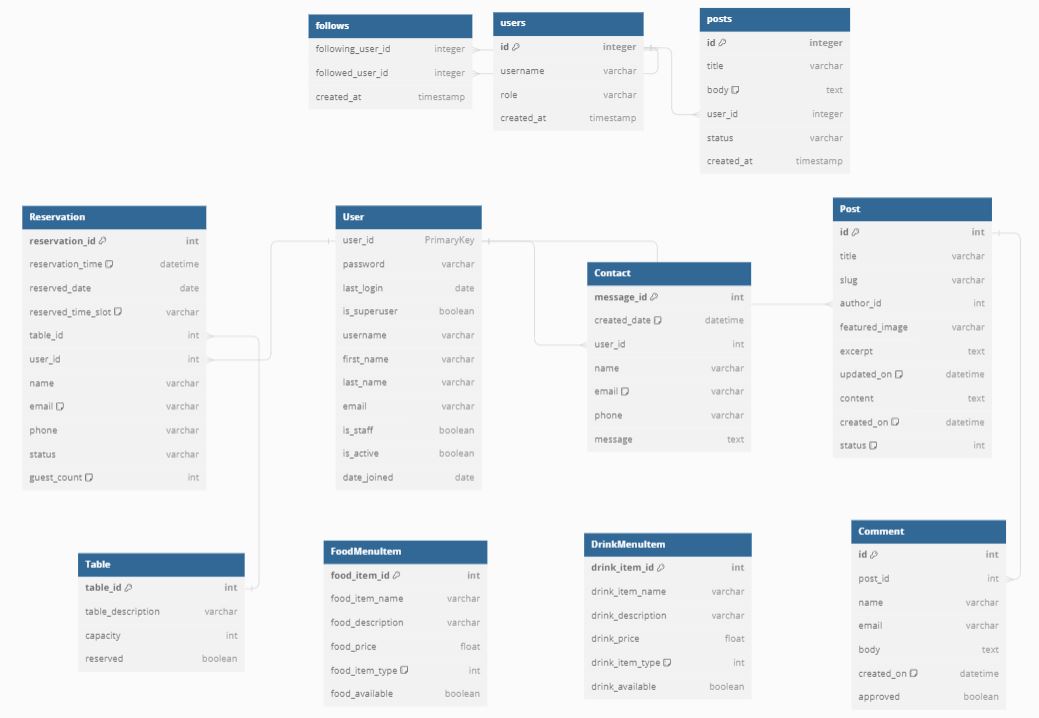 follows
following_user_id integer
followed_user_id integer
created_at timestamp
users
id integer
username varchar
role varchar
created_at timestamp
posts
id integer
title varchar
body text
user_id integer
status varchar
created_at timestamp
Reservation
reservation_id int
reservation_time datetime
reserved_date date
reserved_time_slot varchar
table_id int
user_id int
name varchar
email varchar
phone varchar
status varchar
guest_count int
User
user_id PrimaryKey
password varchar
last_login date
is_superuser boolean
username varchar
first_name varchar
last_name varchar
email varchar
is_staff boolean
is_active boolean
date_joined date
Contact
message_id int
created_date datetime
user_id int
name varchar
email varchar
phone varchar
message text
Post
id int
title varchar
slug varchar
author_id int
featured_image varchar
excerpt text
updated_on datetime
content text
created_on datetime
status int
Table
table_id int
table_description varchar
capacity int
reserved boolean
FoodMenuItem
food_item_id int
food_item_name varchar
food_description varchar
food_price float
food_item_type int
food_available boolean
DrinkMenuItem
drink_item_id int
drink_item_name varchar
drink_description varchar
drink_price float
drink_item_type int
drink_available boolean
Comment
id int
post_id int
name varchar
email varchar
body text
created_on datetime
approved boolean